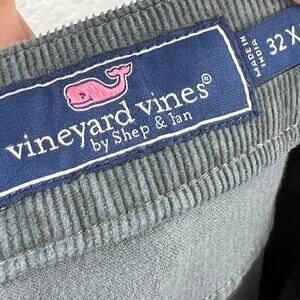 vineyard vines®
by Shep & Ian
MADE IN
INDIA
32 X